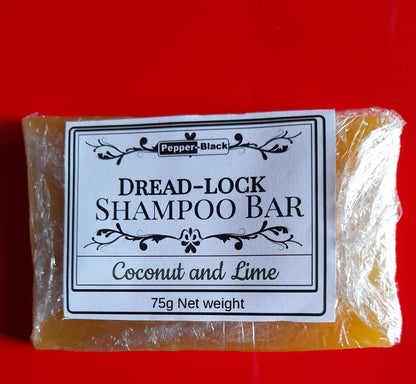 Pepper-Black
DREAD-LOCK
SHAMPOO BAR
Coconut and Lime
75g Net weight